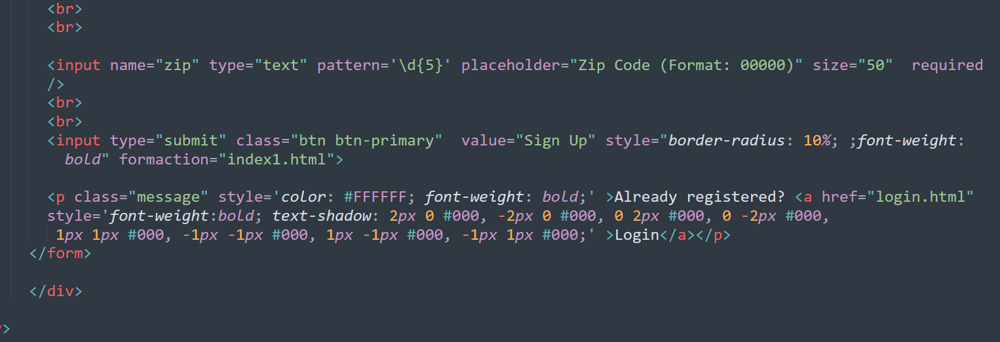 <br>
<br>
<input name="zip" type="text" pattern='\d{5}' placeholder="Zip Code (Format: 00000)" size="50"  required
/>
<br>
<br>
<input type="submit" class="btn btn-primary"  value="Sign Up" style="border-radius: 10%; ;font-weight:
bold" formaction="index1.html">
<p class="message" style='color: #FFFFFF; font-weight: bold;' >Already registered? <a href="login.html"
style='font-weight:bold; text-shadow: 2px 0 #000, -2px 0 #000, 0 2px #000, 0 -2px #000,
1px 1px #000, -1px -1px #000, 1px -1px #000, -1px 1px #000;' >Login</a></p>
</form>
</div>
>